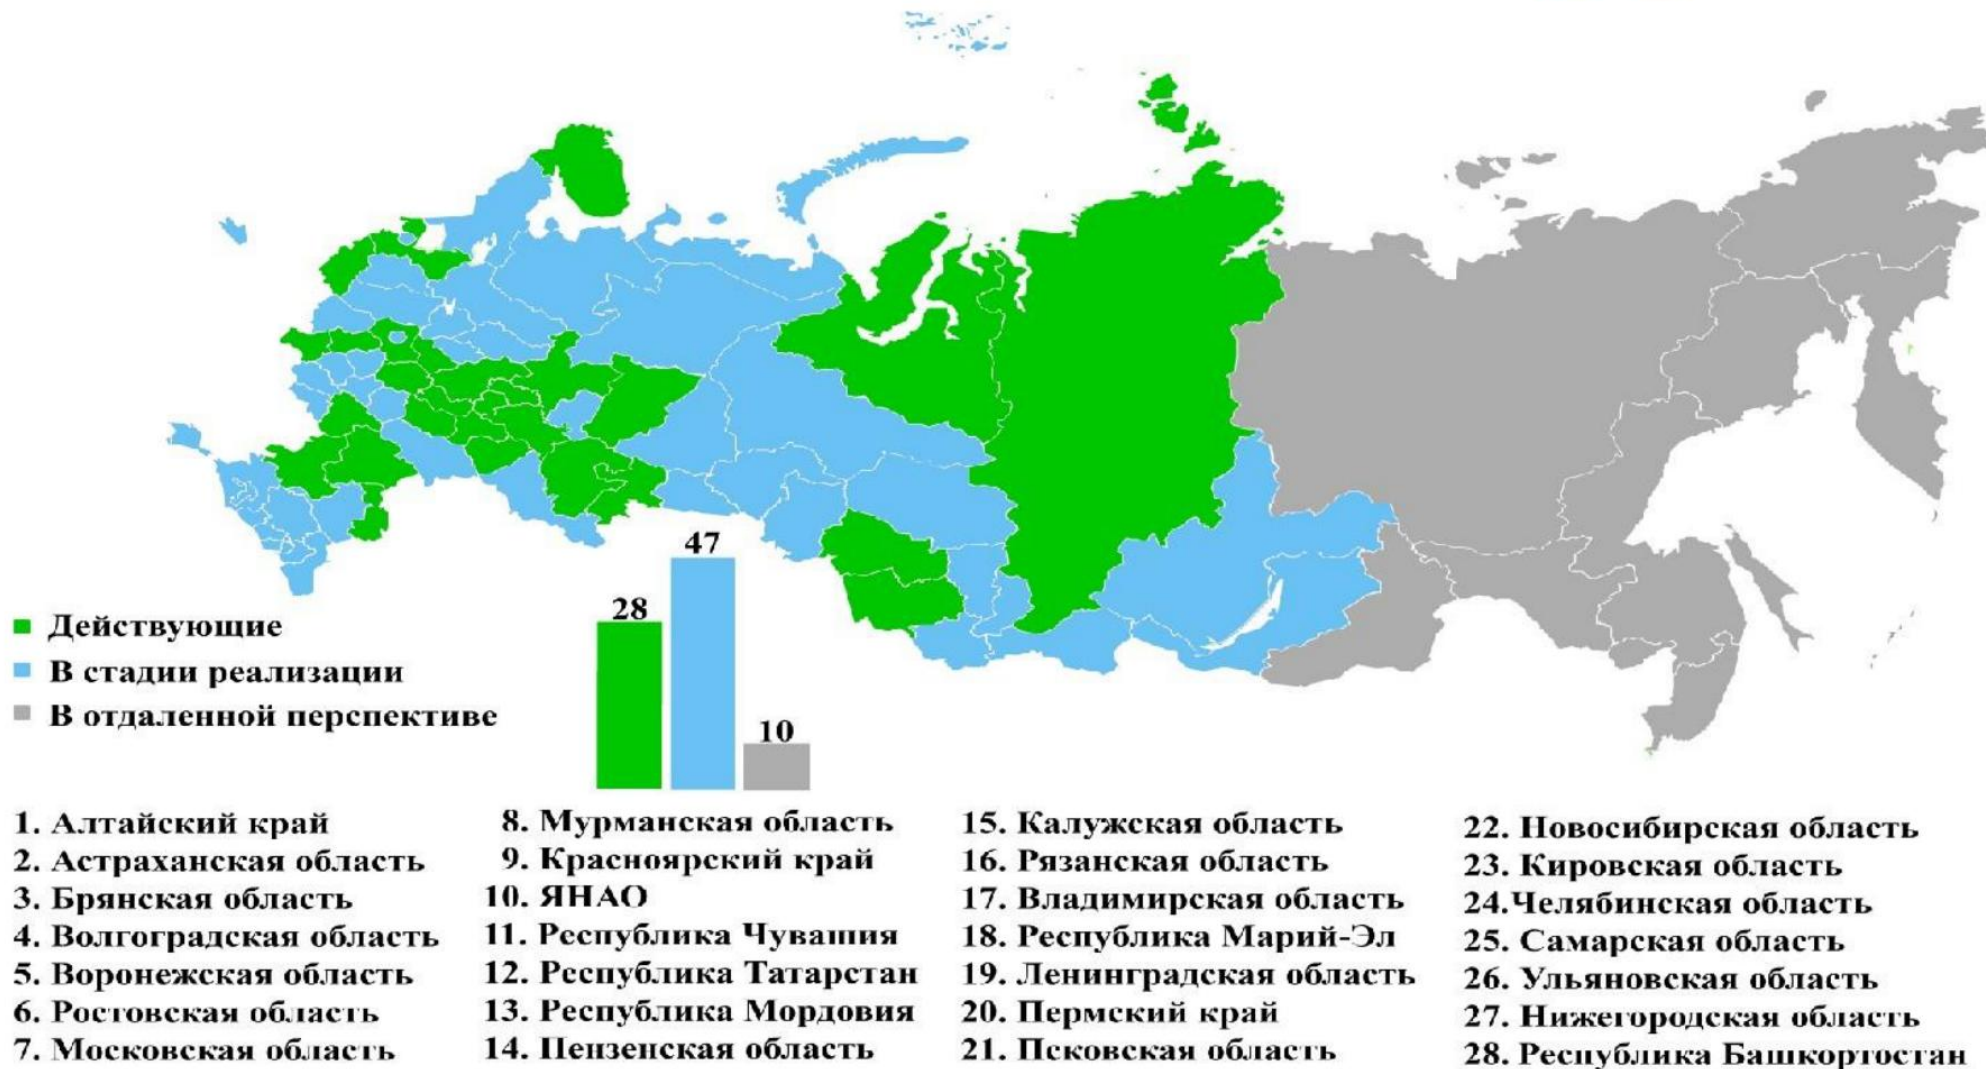 47
28
10
Действующие
В стадии реализации
В отдаленной перспективе
1. Алтайский край
2. Астраханская область
3. Брянская область
4. Волгоградская область
5. Воронежская область
6. Ростовская область
7. Московская область
8. Мурманская область
9. Красноярский край
10. ЯНАО
11. Республика Чувашия
12. Республика Татарстан
13. Республика Мордовия
14. Пензенская область
15. Калужская область
16. Рязанская область
17. Владимирская область
18. Республика Марий-Эл
19. Ленинградская область
20. Пермский край
21. Псковская область
22. Новосибирская область
23. Кировская область
24.Челябинская область
25. Самарская область
26. Ульяновская область
27. Нижегородская область
28. Республика Башкортостан